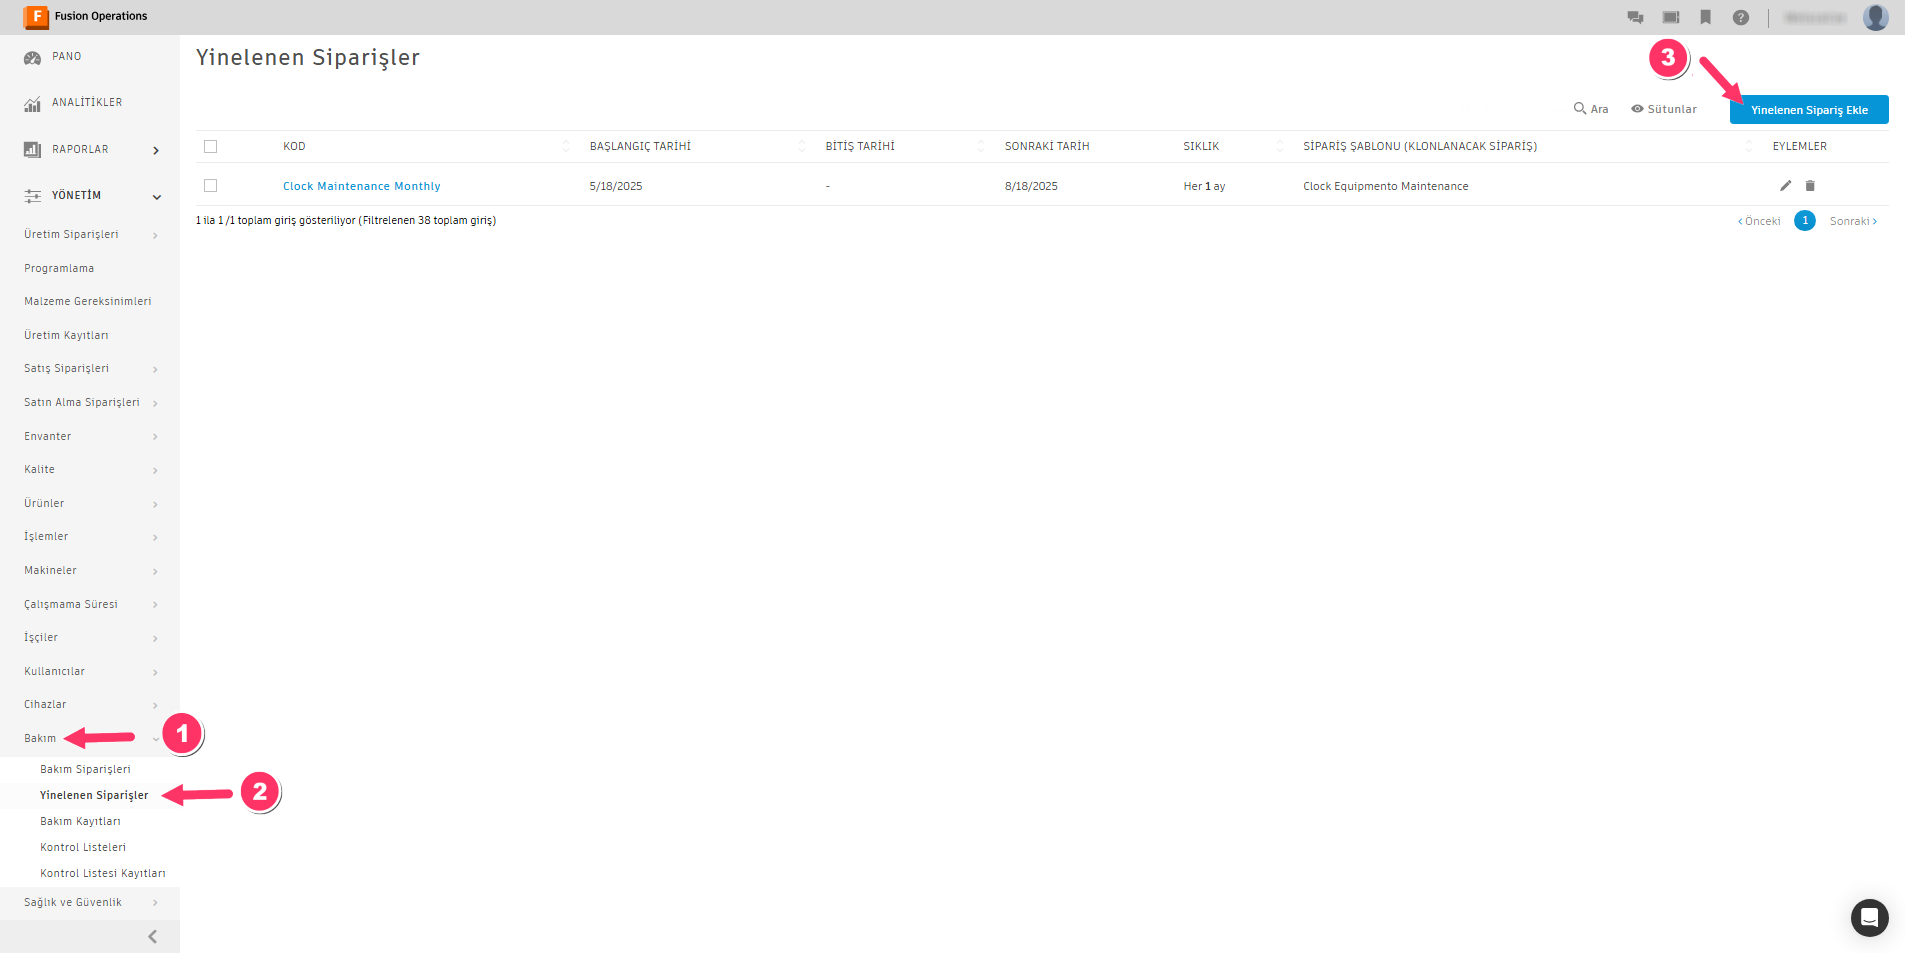 Fusion Operations
PANO
ANALİTİKLER
RAPORLAR
YÖNETİM
Üretim Siparişleri
Programlama
Malzeme Gereksinimleri
Üretim Kayıtları
Satış Siparişleri
Satın Alma Siparişleri
Envanter
Kalite
Ürünler
İşlemler
Makineler
Çalışmama Süresi
İşçiler
Kullanıcılar
Cihazlar
Bakım
1
Bakım Siparişleri
Yinelenen Siparişler
2
Bakım Kayıtları
Kontrol Listeleri
Kontrol Listesi Kayıtları
Sağlık ve Güvenlik
Yinelenen Siparişler
3
Ara Sütunlar Yinelenen Sipariş Ekle
KOD BAŞLANGIÇ TARİHİ BİTİŞ TARİHİ SONRAKİ TARİH SIKLIK SİPARİŞ ŞABLONU (KLONLANACAK SİPARİŞ) EYLEMLER
Clock Maintenance Monthly 5/18/2025 - 8/18/2025 Her 1 ay Clock Equipmento Maintenance
1 ila 1 /1 toplam giriş gösteriliyor (Filtrelenen 38 toplam giriş) ‹ Önceki 1 Sonraki ›